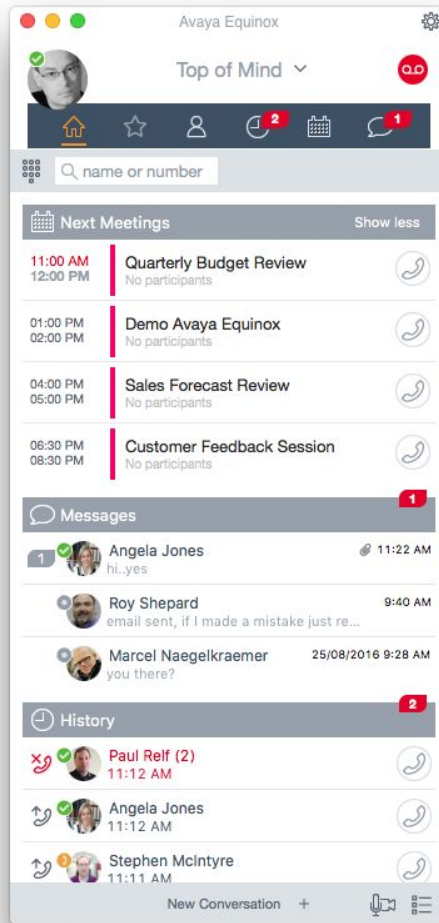 Avaya Equinox
Top of Mind
2
1
name or number
Next Meetings Show less
11:00 AM Quarterly Budget Review
12:00 PM No participants
01:00 PM Demo Avaya Equinox
02:00 PM No participants
04:00 PM Sales Forecast Review
05:00 PM No participants
06:30 PM Customer Feedback Session
08:30 PM No participants
1
Messages
1 Angela Jones 11:22 AM
hi..yes
Roy Shepard 9:40 AM
email sent, if I made a mistake just re...
Marcel Naegelkraemer 25/08/2016 9:28 AM
you there?
2
History
Paul Relf (2)
11:12 AM
Angela Jones
11:12 AM
Stephen McIntyre
11:11 AM
New Conversation +